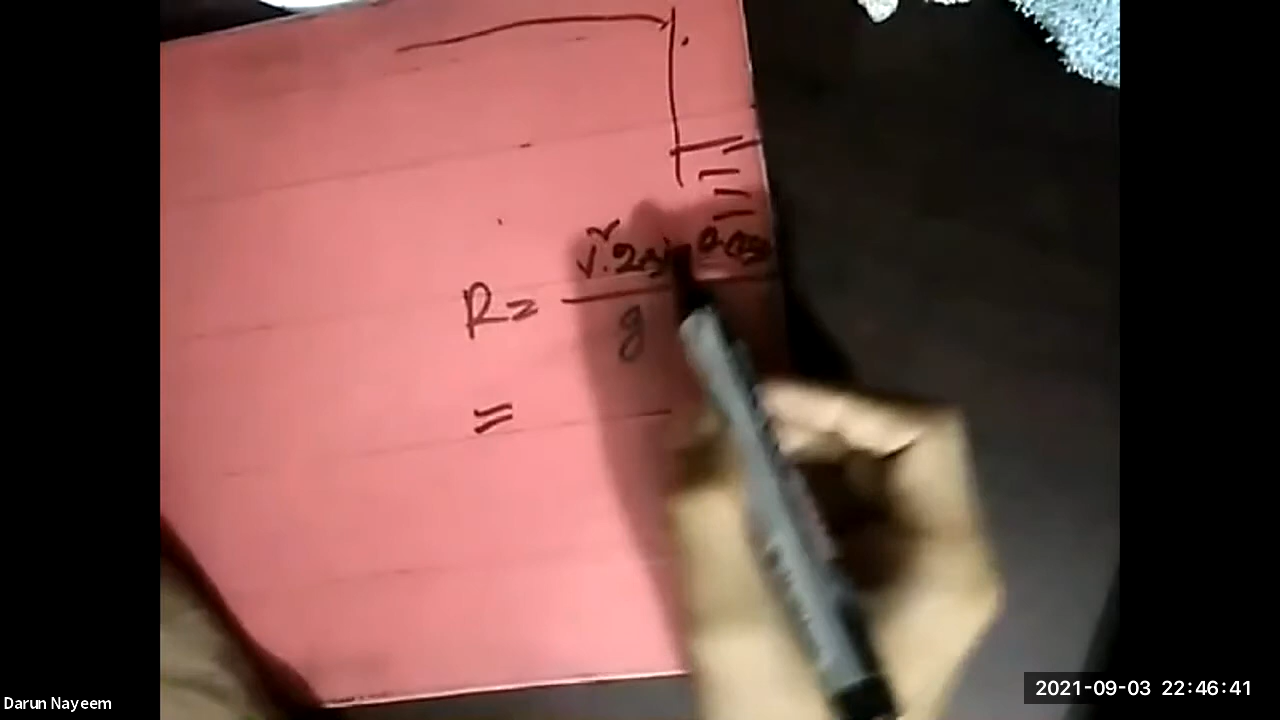 R = v². 2 sin θ cos
g
=
Darun Nayeem
2021-09-03 22:46:41